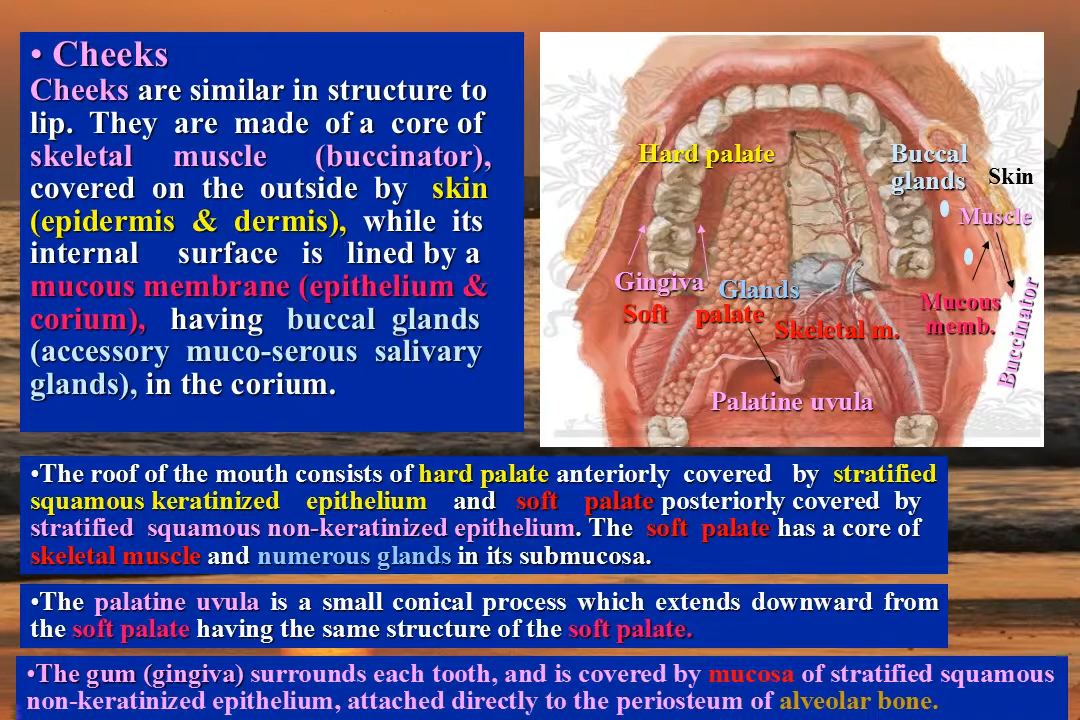 • Cheeks
Cheeks are similar in structure to
lip. They are made of a core of
skeletal muscle (buccinator),
covered on the outside by skin
(epidermis & dermis), while its
internal surface is lined by a
mucous membrane (epithelium &
corium), having buccal glands
(accessory muco-serous salivary
glands), in the corium.
Hard palate
Buccal
glands
Skin
Muscle
Gingiva
Glands
Soft palate
Skeletal m.
Mucous
memb.
Buccinator
Palatine uvula
•The roof of the mouth consists of hard palate anteriorly covered by stratified
squamous keratinized epithelium and soft palate posteriorly covered by
stratified squamous non-keratinized epithelium. The soft palate has a core of
skeletal muscle and numerous glands in its submucosa.
•The palatine uvula is a small conical process which extends downward from
the soft palate having the same structure of the soft palate.
•The gum (gingiva) surrounds each tooth, and is covered by mucosa of stratified squamous
non-keratinized epithelium, attached directly to the periosteum of alveolar bone.